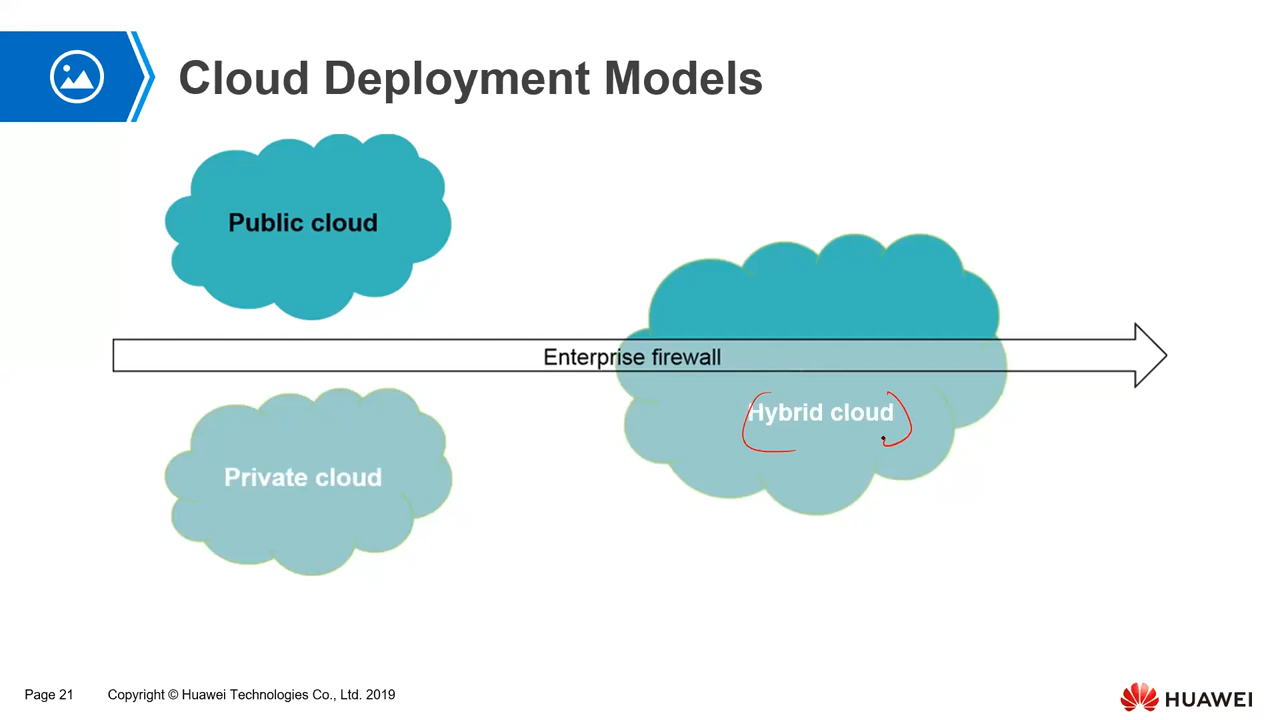 Cloud Deployment Models
Public cloud
Enterprise firewall
Hybrid cloud
Private cloud
Page 21
Copyright © Huawei Technologies Co., Ltd. 2019
HUAWEI